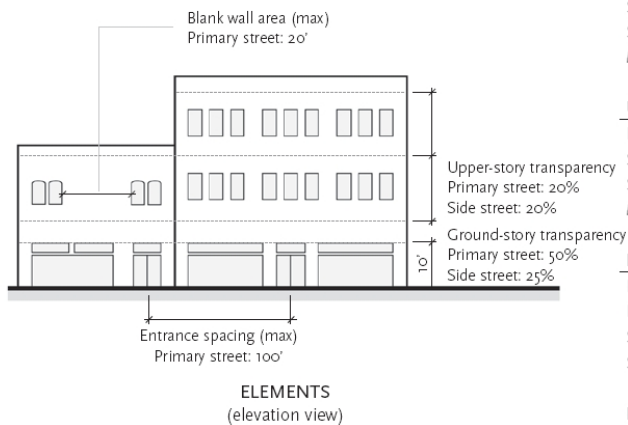 Blank wall area (max)
Primary street: 20'
Upper-story transparency
Primary street: 20%
Side street: 20%
Ground-story transparency
Primary street: 50%
Side street: 25%
10'
Entrance spacing (max)
Primary street: 100'
ELEMENTS
(elevation view)